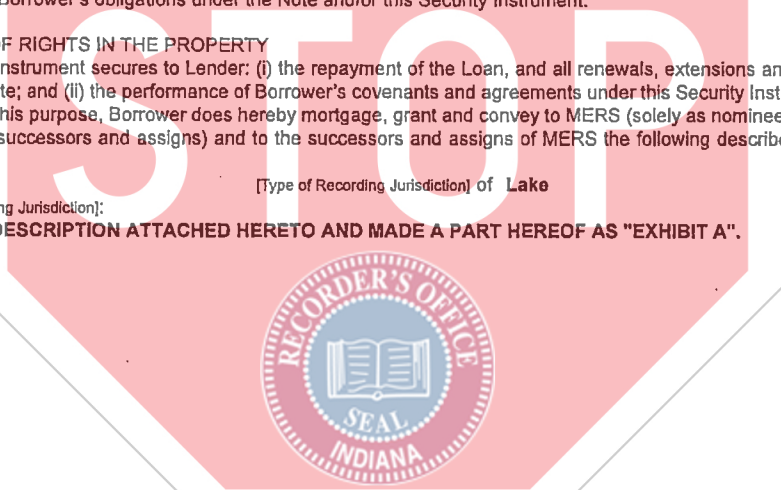 Borrower's obligations under the Note and/or this Security Instrument.
OF RIGHTS IN THE PROPERTY
nstrument secures to Lender: (i) the repayment of the Loan, and all renewals, extensions an
te; and (ii) the performance of Borrower's covenants and agreements under this Security Inst
his purpose, Borrower does hereby mortgage, grant and convey to MERS (solely as nominee
successors and assigns) and to the successors and assigns of MERS the following describe
[Type of Recording Jurisdiction] of Lake
ng Jurisdiction]:
DESCRIPTION ATTACHED HERETO AND MADE A PART HEREOF AS "EXHIBIT A".
STOP
RECORDER'S OFFICE
SEAL
INDIANA